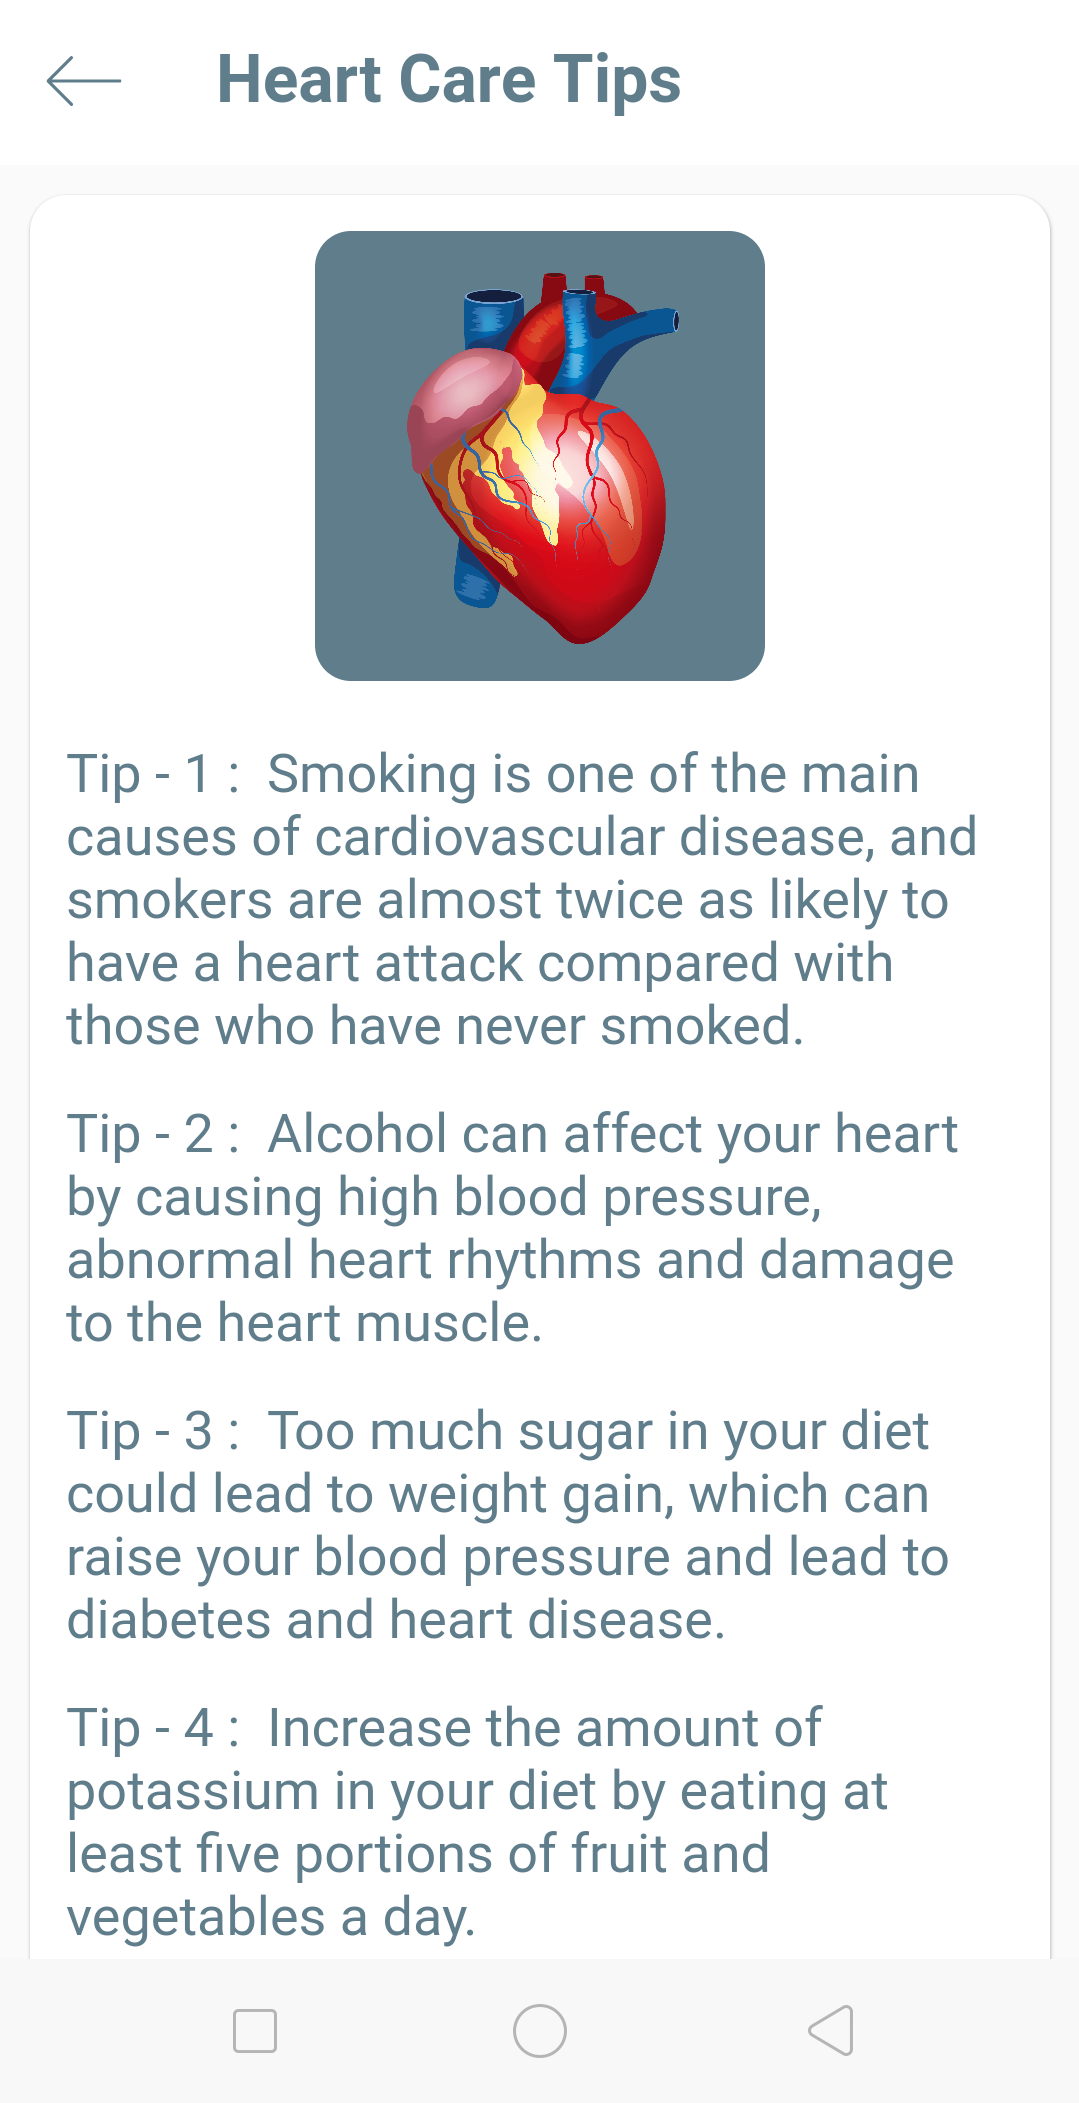 Heart Care Tips
Tip - 1 :  Smoking is one of the main
causes of cardiovascular disease, and
smokers are almost twice as likely to
have a heart attack compared with
those who have never smoked.
Tip - 2 :  Alcohol can affect your heart
by causing high blood pressure,
abnormal heart rhythms and damage
to the heart muscle.
Tip - 3 :  Too much sugar in your diet
could lead to weight gain, which can
raise your blood pressure and lead to
diabetes and heart disease.
Tip - 4 :  Increase the amount of
potassium in your diet by eating at
least five portions of fruit and
vegetables a day.